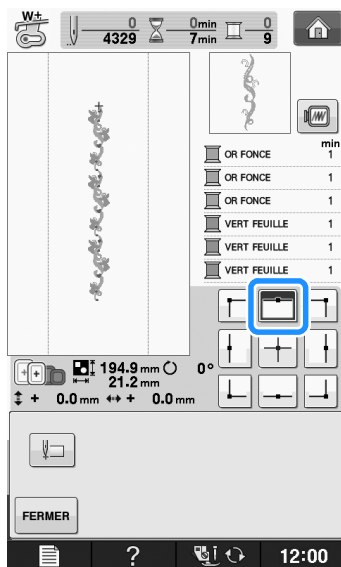 W±
0 0min 0
4329 7min 9
min
OR FONCE 1
OR FONCE 1
OR FONCE 1
VERT FEUILLE 1
VERT FEUILLE 1
VERT FEUILLE 1
194.9 mm 0°
21.2 mm
+ 0.0 mm + 0.0 mm
FERMER
? 12:00